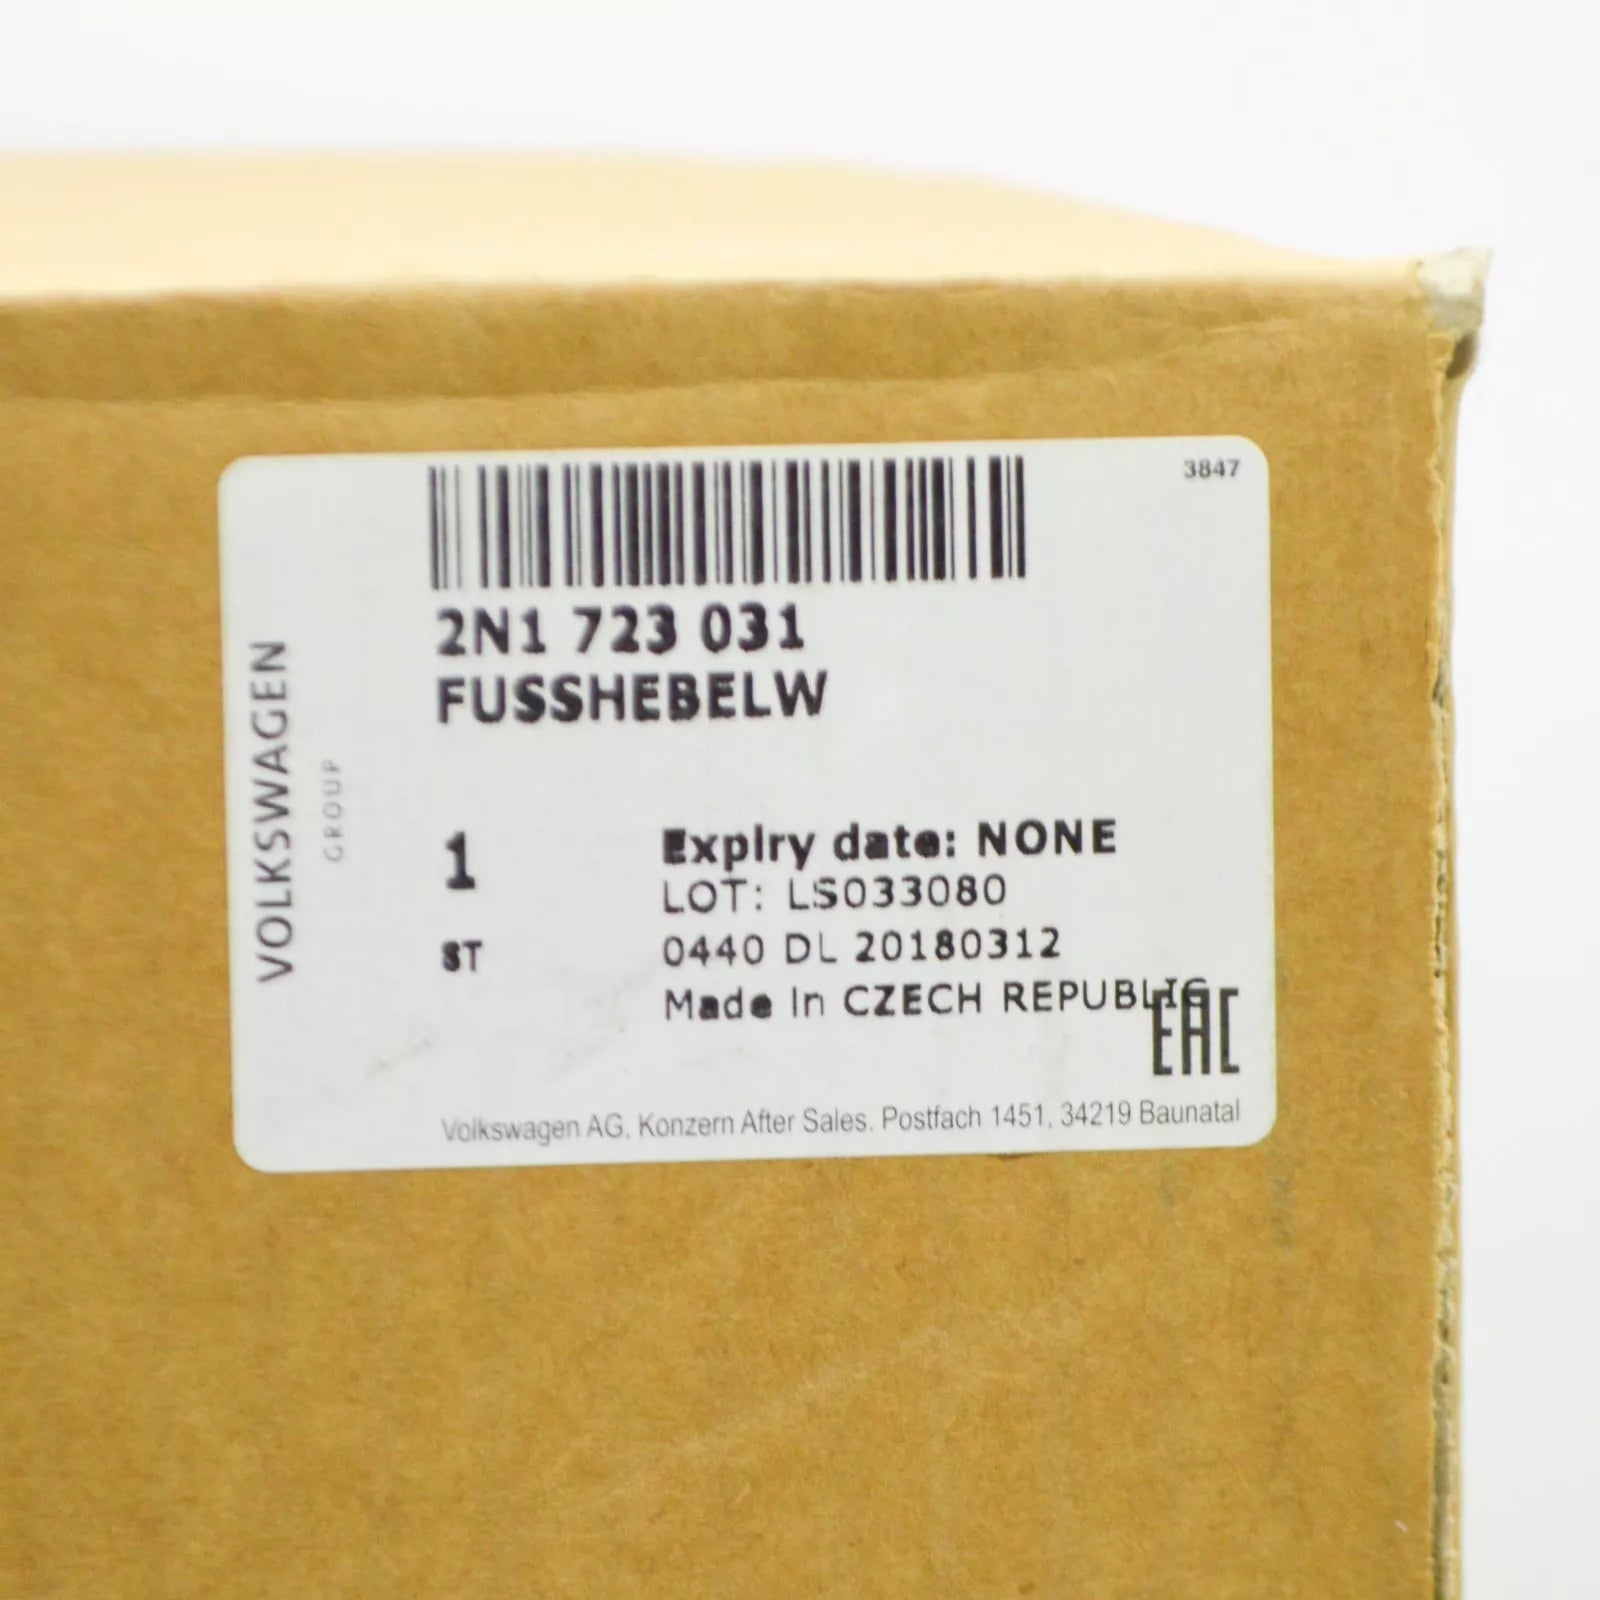 3847
2N1 723 031
FUSSHEBELW
VOLKSWAGEN
GROUP
1
ST
Expiry date: NONE
LOT: LS033080
0440 DL 20180312
Made in CZECH REPUBLIC
EAC
Volkswagen AG, Konzern After Sales, Postfach 1451, 34219 Baunatal